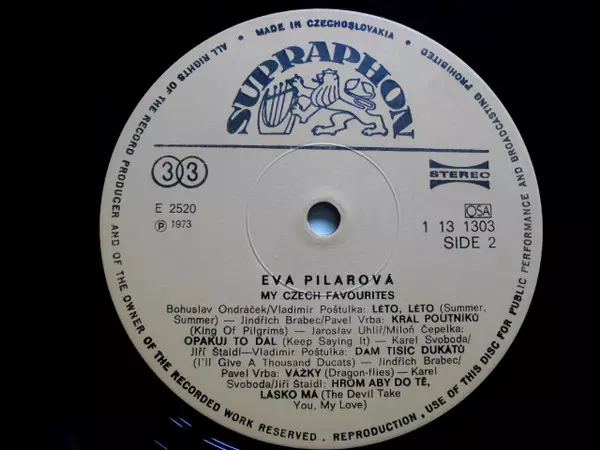 MADE IN CZECHOSLOVAKIA
ALL RIGHTS OF THE RECORD PRODUCER AND OF THE OWNER OF THE RECORDED WORK RESERVED. REPRODUCTION, USE OF THIS DISC FOR PUBLIC PERFORMANCE AND BROADCASTING PROHIBITED
SUPRAPHON
33
STEREO
E 2520
℗ 1973
OSA
1 13 1303
SIDE 2
EVA PILAROVÁ
MY CZECH FAVOURITES
Bohuslav Ondráček/Vladimír Poštulka: LÉTO, LÉTO (Summer,
Summer) — Jindřich Brabec/Pavel Vrba: KRÁL POUTNÍKŮ
(King Of Pilgrims) — Jaroslav Uhlíř/Miloň Čepelka:
OPAKUJ TO DÁL (Keep Saying It) — Karel Svoboda/
Jiří Štaidl—Vladimír Poštulka: DÁM TISÍC DUKÁTŮ
(I'll Give A Thousand Ducats) — Jindřich Brabec/
Pavel Vrba: VÁŽKY (Dragon-flies) — Karel
Svoboda/Jiří Štaidl: HROM ABY DO TĚ,
LÁSKO MÁ (The Devil Take
You, My Love)